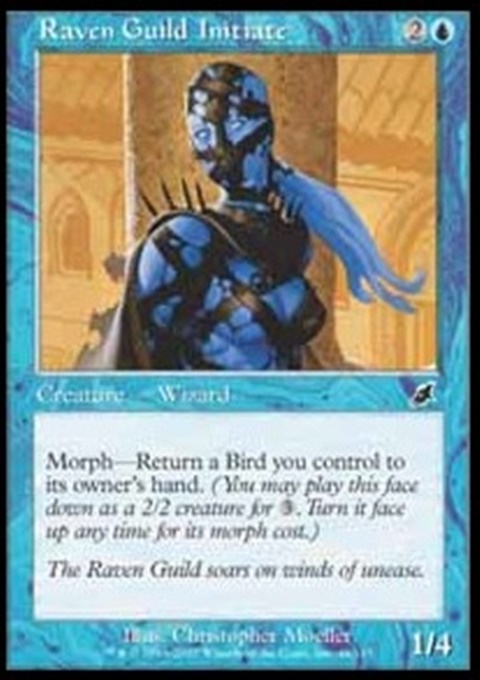 Raven Guild Initiate 2
Creature Wizard
Morph—Return a Bird you control to
its owner's hand. (You may play this face
down as a 2/2 creature for 3. Turn it face
up any time for its morph cost.)
The Raven Guild soars on winds of unease.
Illus. Christopher Moeller
1/4